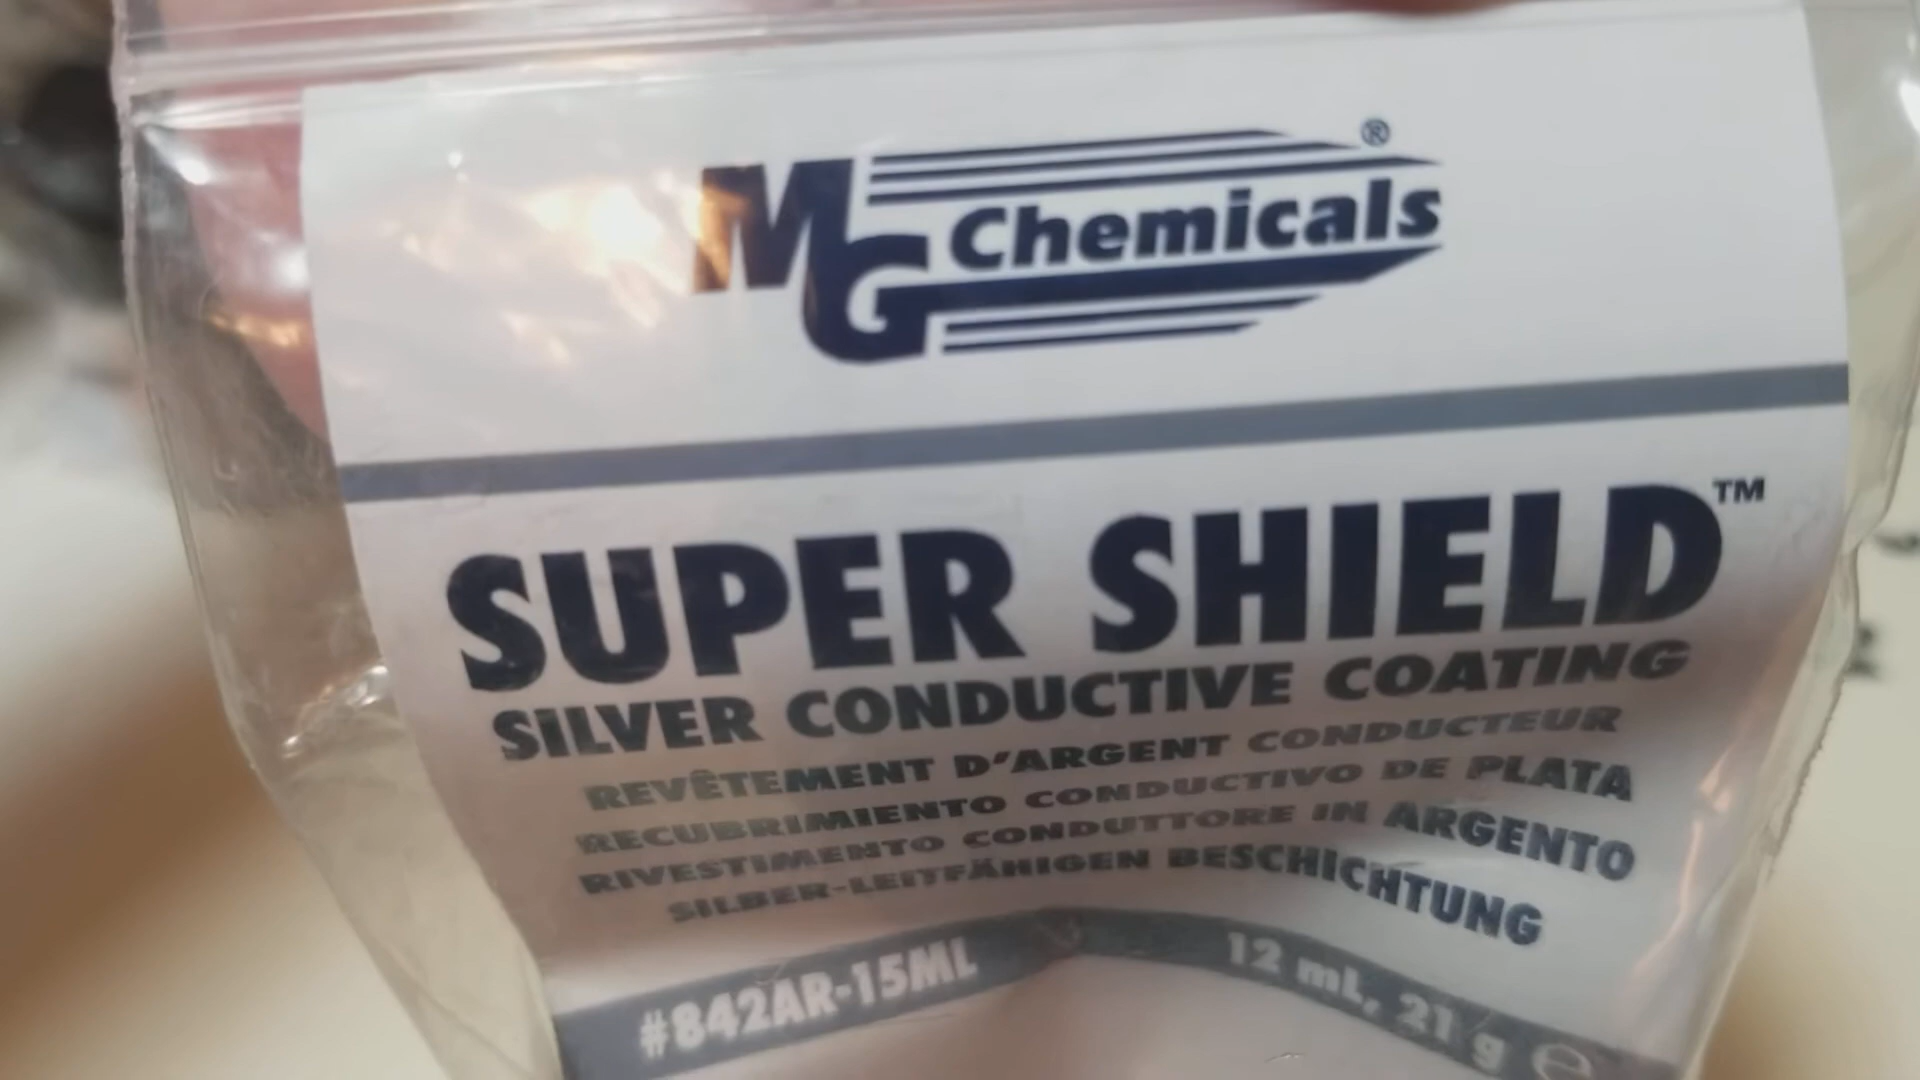 MG Chemicals®
SUPER SHIELD™
SILVER CONDUCTIVE COATING
REVÊTEMENT D'ARGENT CONDUCTEUR
RECUBRIMIENTO CONDUCTIVO DE PLATA
RIVESTIMENTO CONDUTTORE IN ARGENTO
SILBER-LEITFÄHIGEN BESCHICHTUNG
#842AR-15ML 12 mL, 21 g e